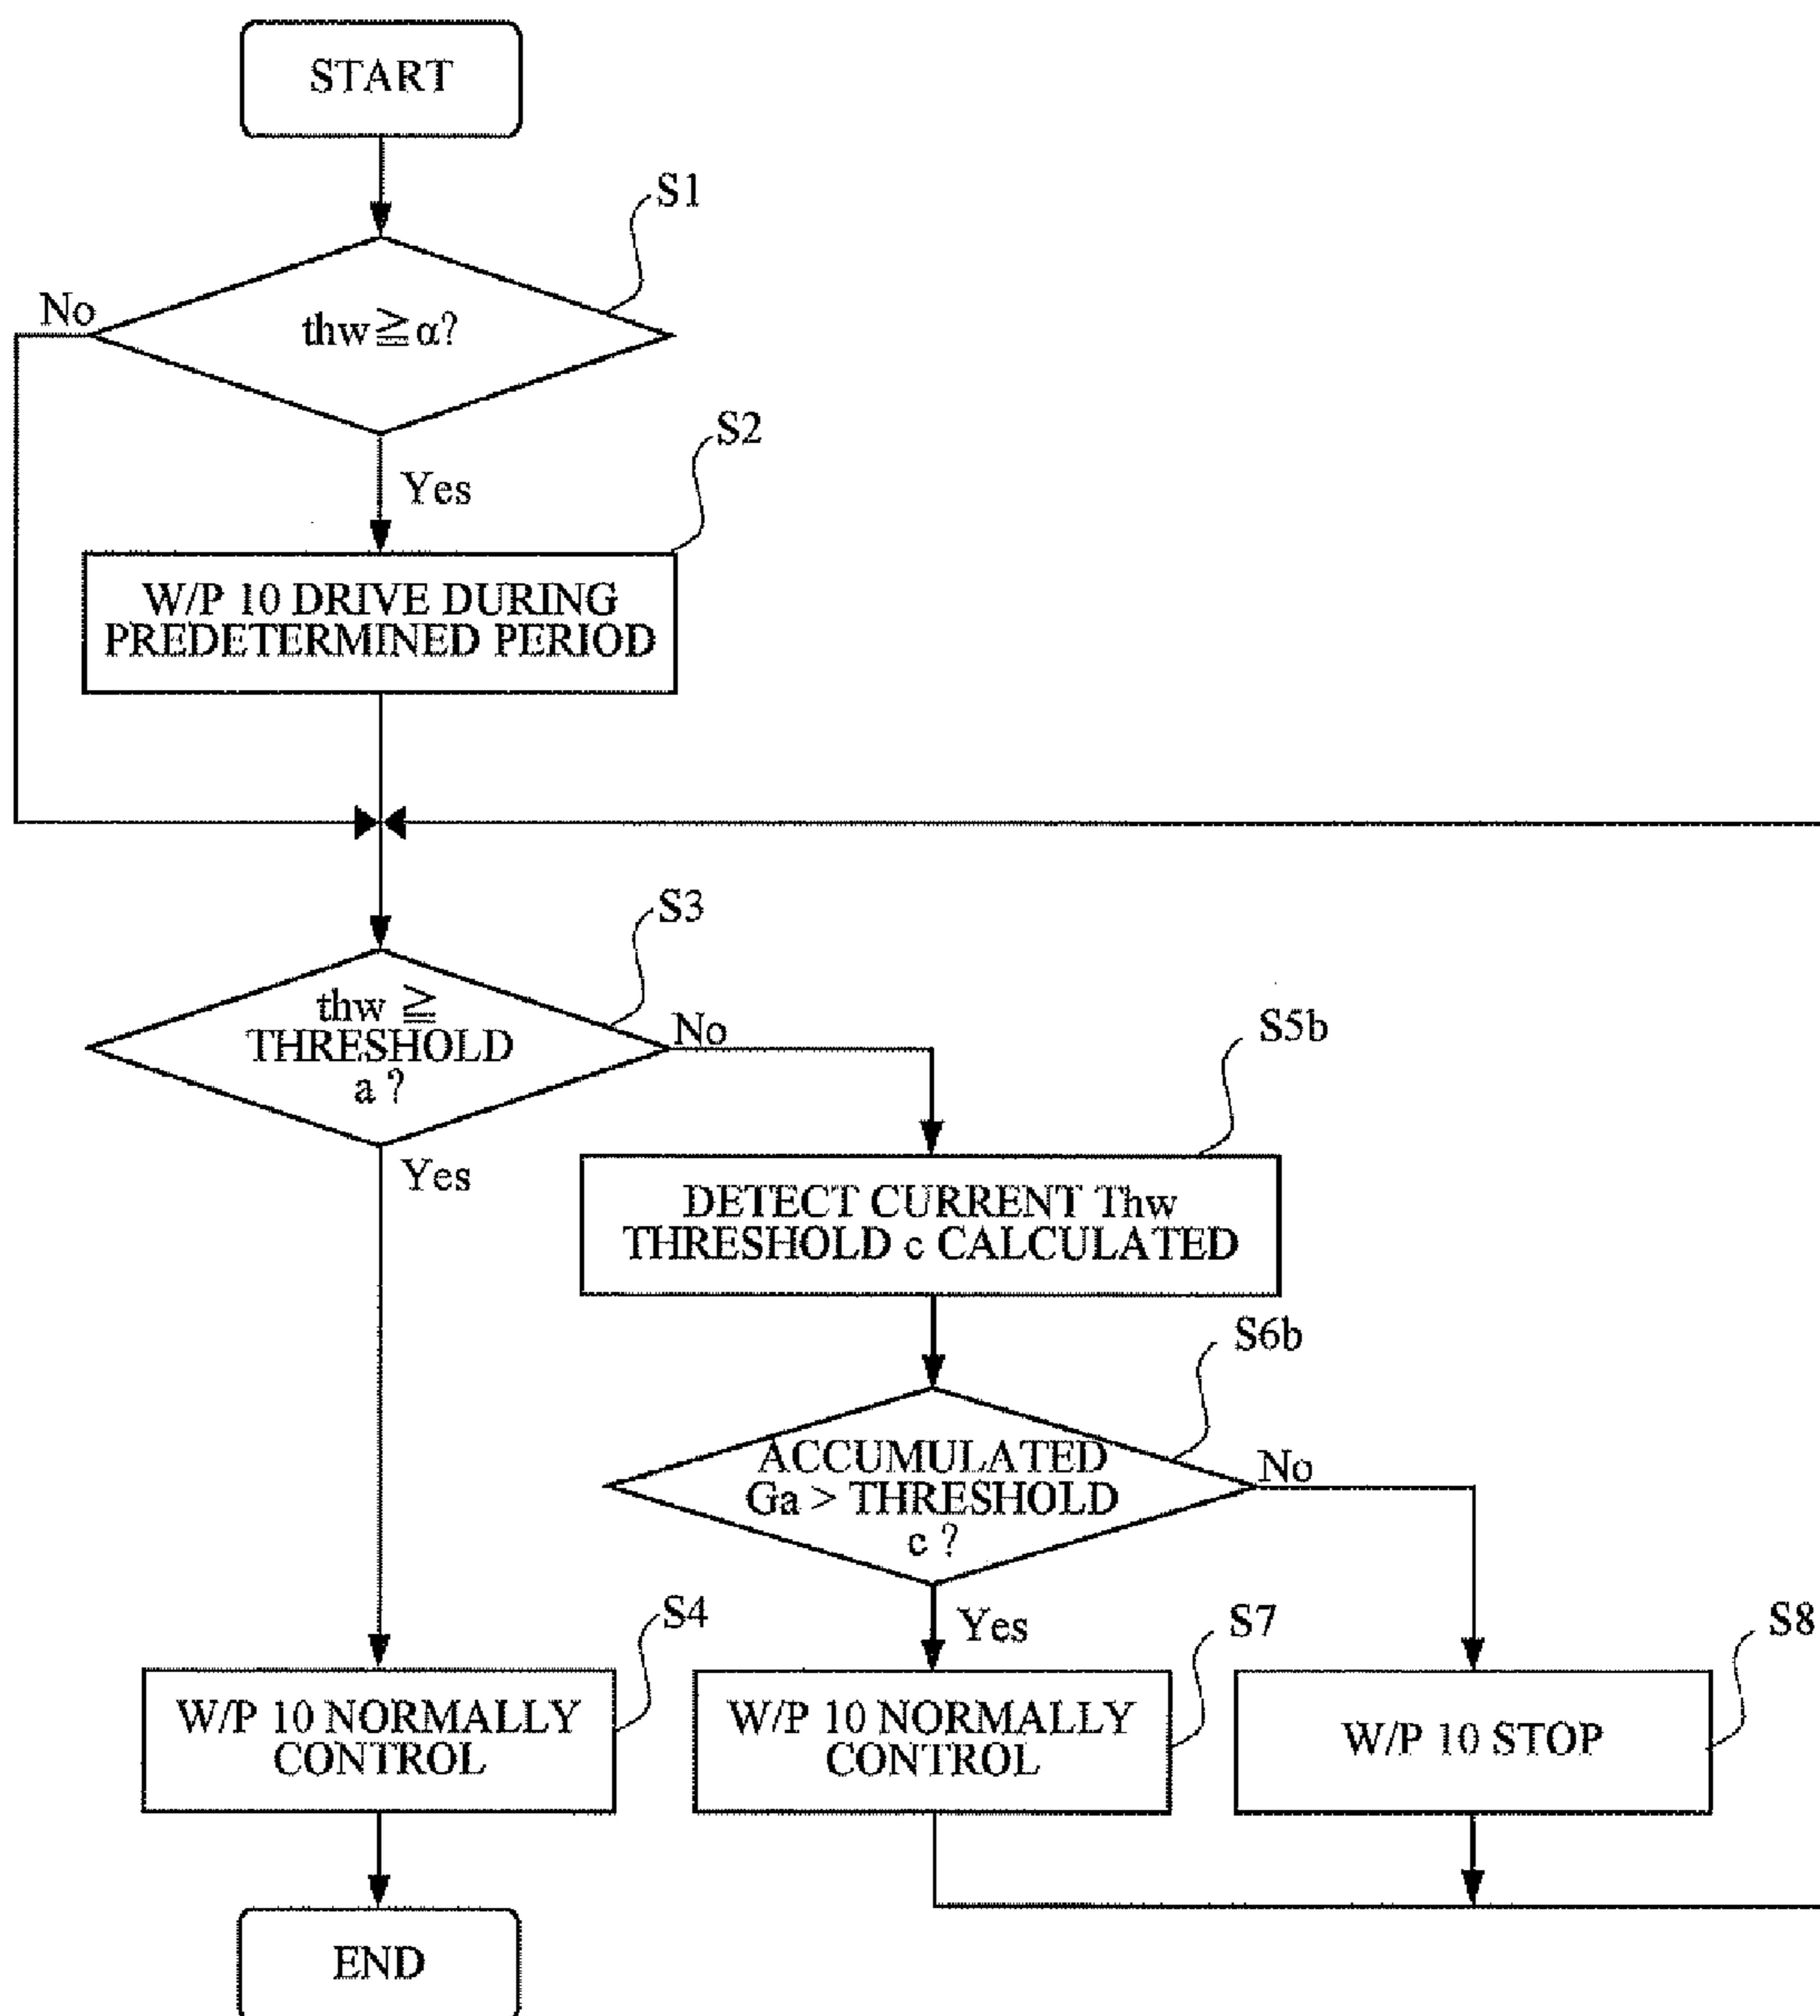 START
S1
No
thw≧α?
S2
Yes
W/P 10 DRIVE DURING
PREDETERMINED PERIOD
S3
thw ≧
THRESHOLD
a ?
No
S5b
Yes
DETECT CURRENT Thw
THRESHOLD c CALCULATED
S6b
ACCUMULATED
Ga > THRESHOLD
c ?
No
S4
Yes
S7
S8
W/P 10 NORMALLY
CONTROL
W/P 10 NORMALLY
CONTROL
W/P 10 STOP
END